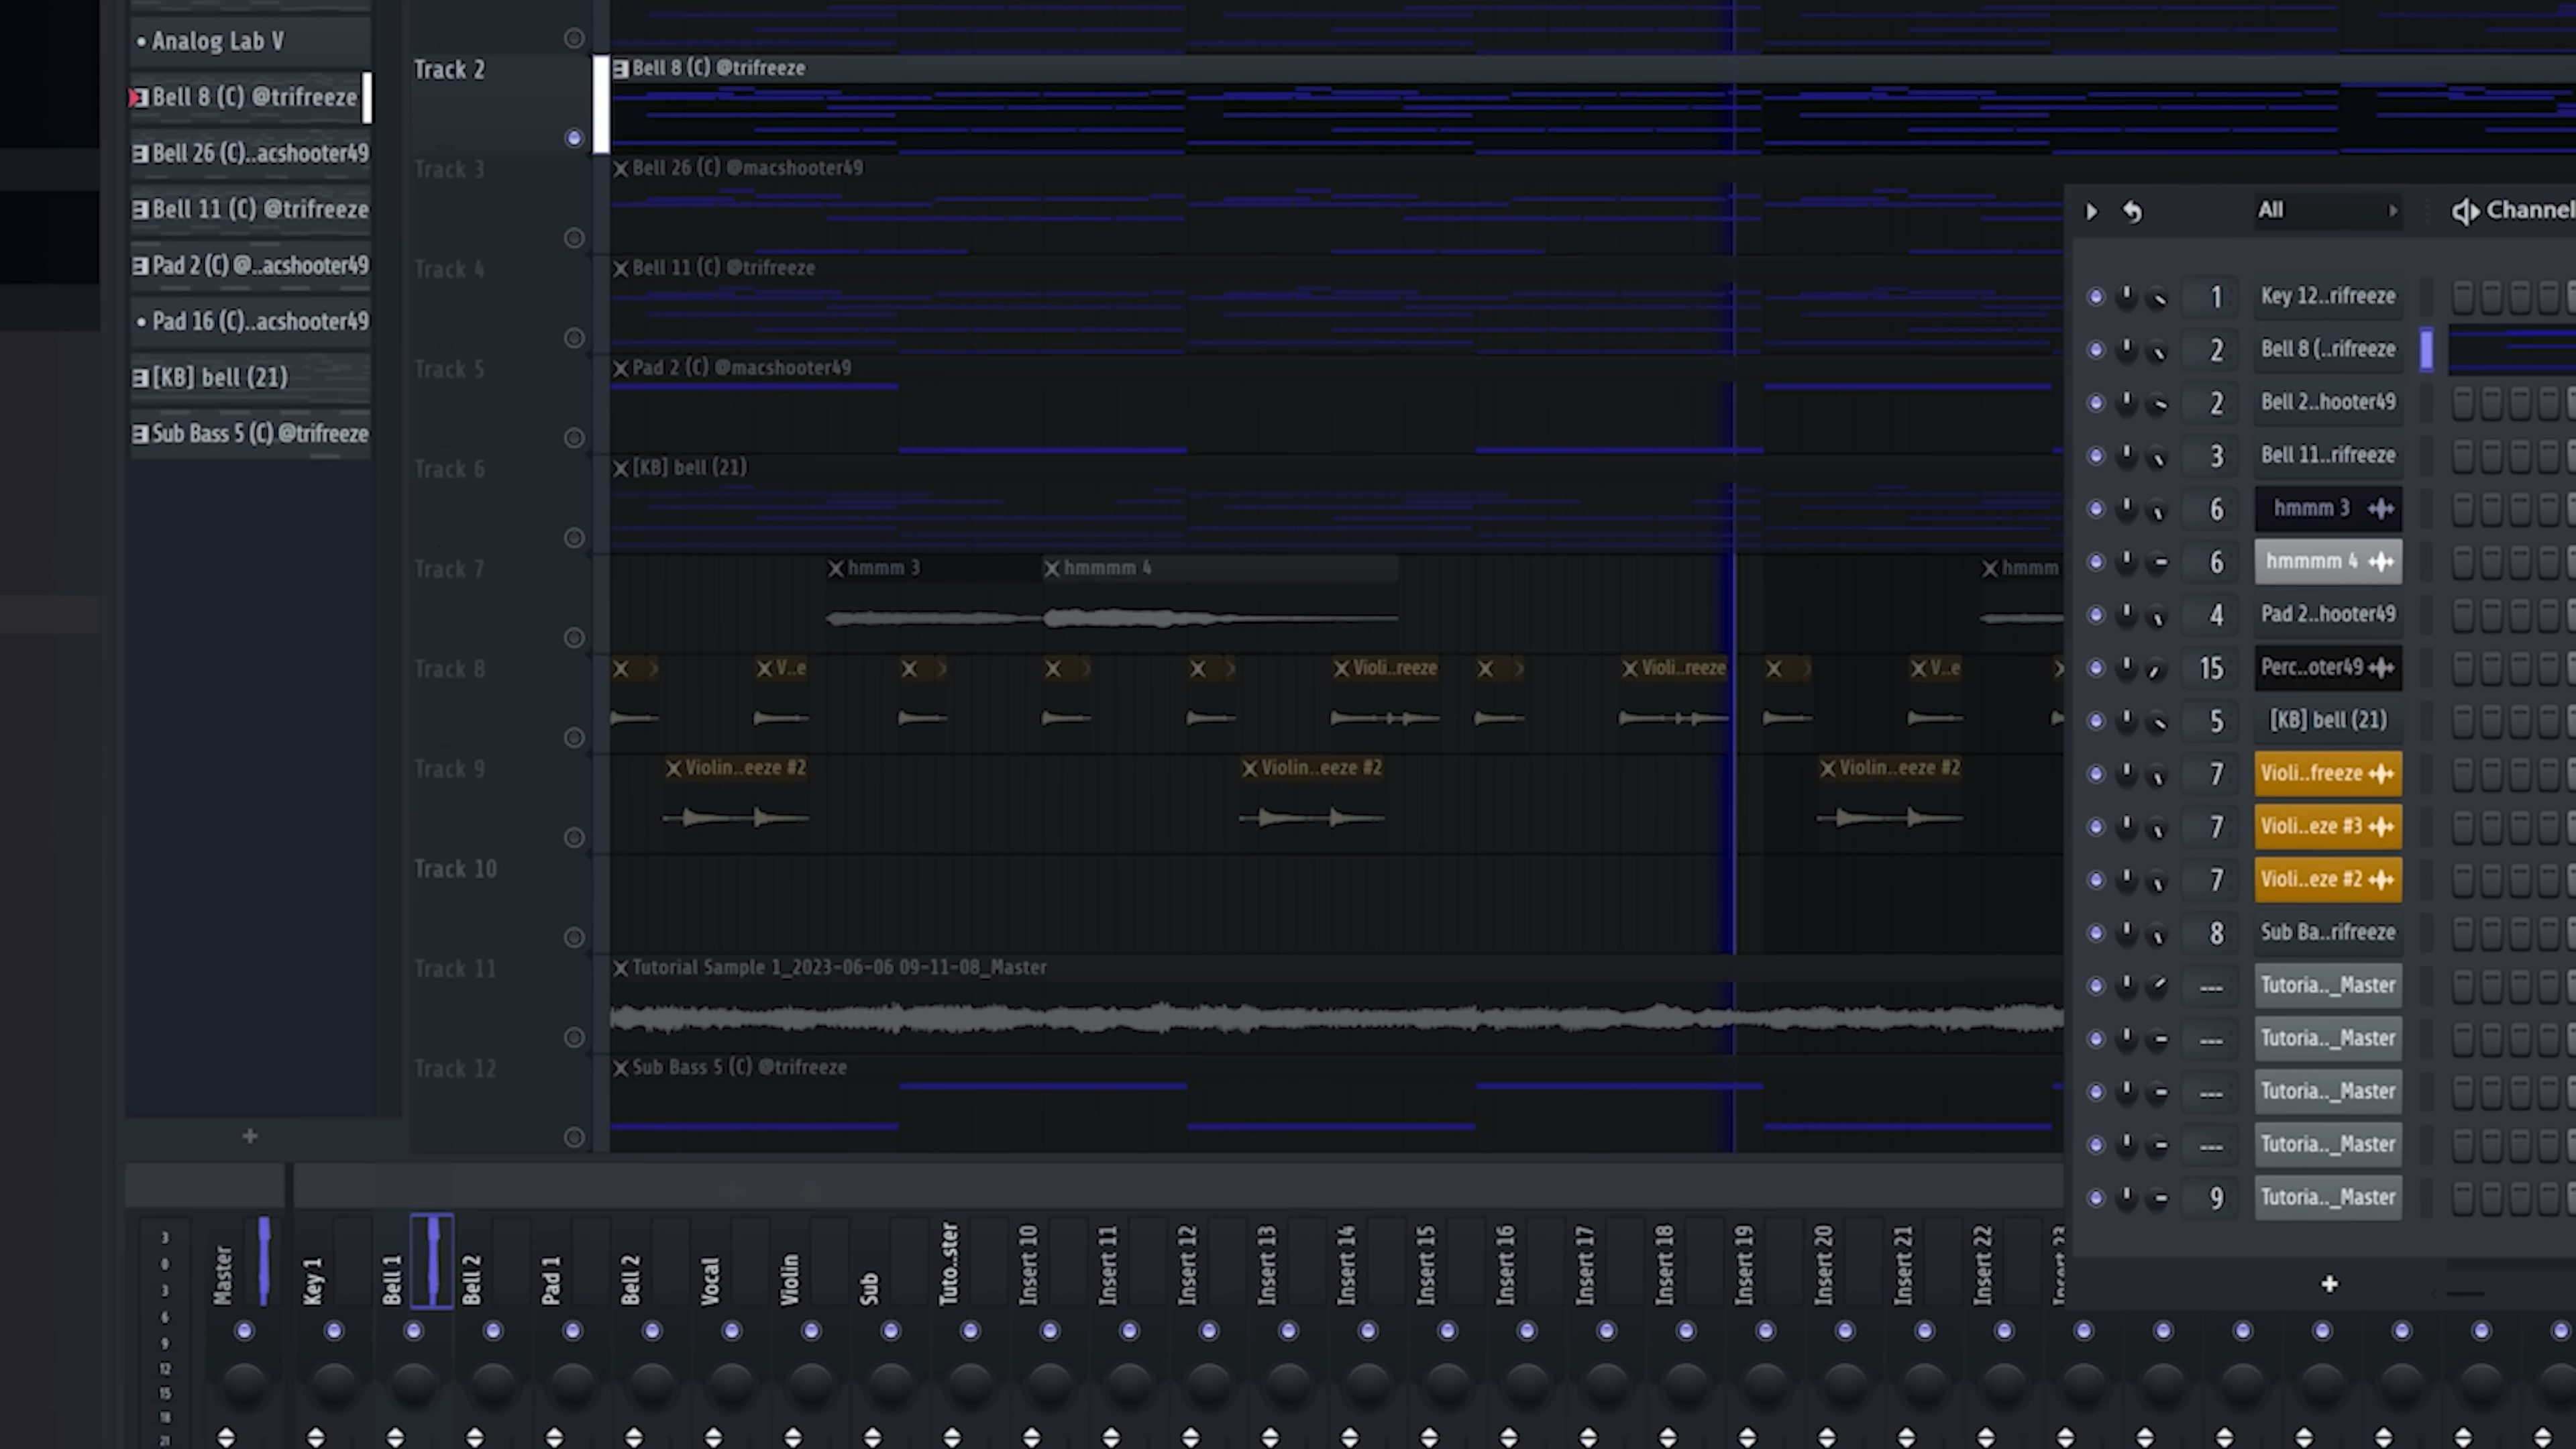 Analog Lab V
Bell 8 (C) @trifreeze
Bell 26 (C)..acshooter49
Bell 11 (C) @trifreeze
Pad 2 (C) @..acshooter49
Pad 16 (C)..acshooter49
[KB] bell (21)
Sub Bass 5 (C) @trifreeze
Track 2
Bell 8 (C) @trifreeze
Track 3
Bell 26 (C) @macshooter49
Track 4
Bell 11 (C) @trifreeze
Track 5
Pad 2 (C) @macshooter49
Track 6
[KB] bell (21)
Track 7
hmmm 3
hmmmm 4
hmmm
Track 8
V..e
Violi..reeze
Violi..reeze
V..e
Track 9
Violin..eeze #2
Violin..eeze #2
Violin..eeze #2
Track 10
Track 11
Tutorial Sample 1_2023-06-06 09-11-08_Master
Track 12
Sub Bass 5 (C) @trifreeze
All
Channel
1 Key 12..rifreeze
2 Bell 8 (..rifreeze
2 Bell 2..hooter49
3 Bell 11..rifreeze
6 hmmm 3
6 hmmmm 4
4 Pad 2..hooter49
15 Perc..oter49
5 [KB] bell (21)
7 Violi..freeze
7 Violi..eze #3
7 Violi..eze #2
8 Sub Ba..rifreeze
--- Tutoria.._Master
--- Tutoria.._Master
--- Tutoria.._Master
--- Tutoria.._Master
9 Tutoria.._Master
3
0
3
6
9
12
15
18
21
Master
Key 1
Bell 1
Bell 2
Pad 1
Bell 2
Vocal
Violin
Sub
Tuto..ster
Insert 10
Insert 11
Insert 12
Insert 13
Insert 14
Insert 15
Insert 16
Insert 17
Insert 18
Insert 19
Insert 20
Insert 21
Insert 22